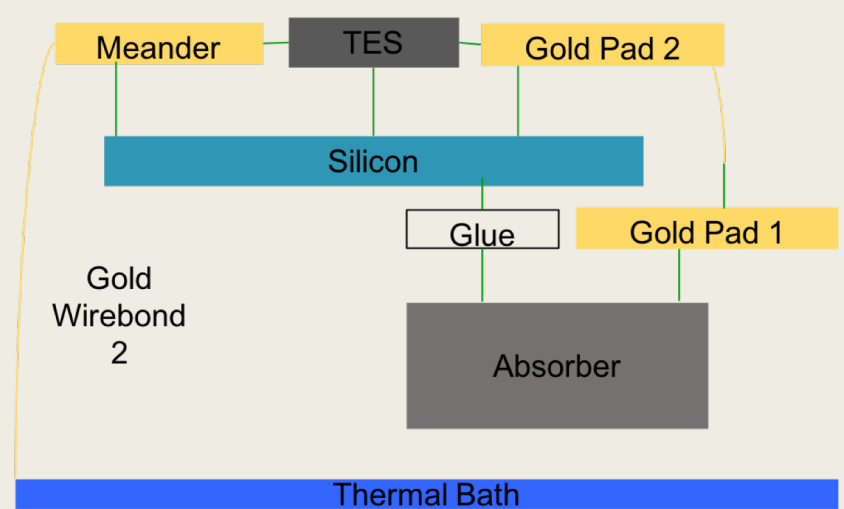 Meander
TES
Gold Pad 2
Silicon
Glue
Gold Pad 1
Gold
Wirebond
2
Absorber
Thermal Bath